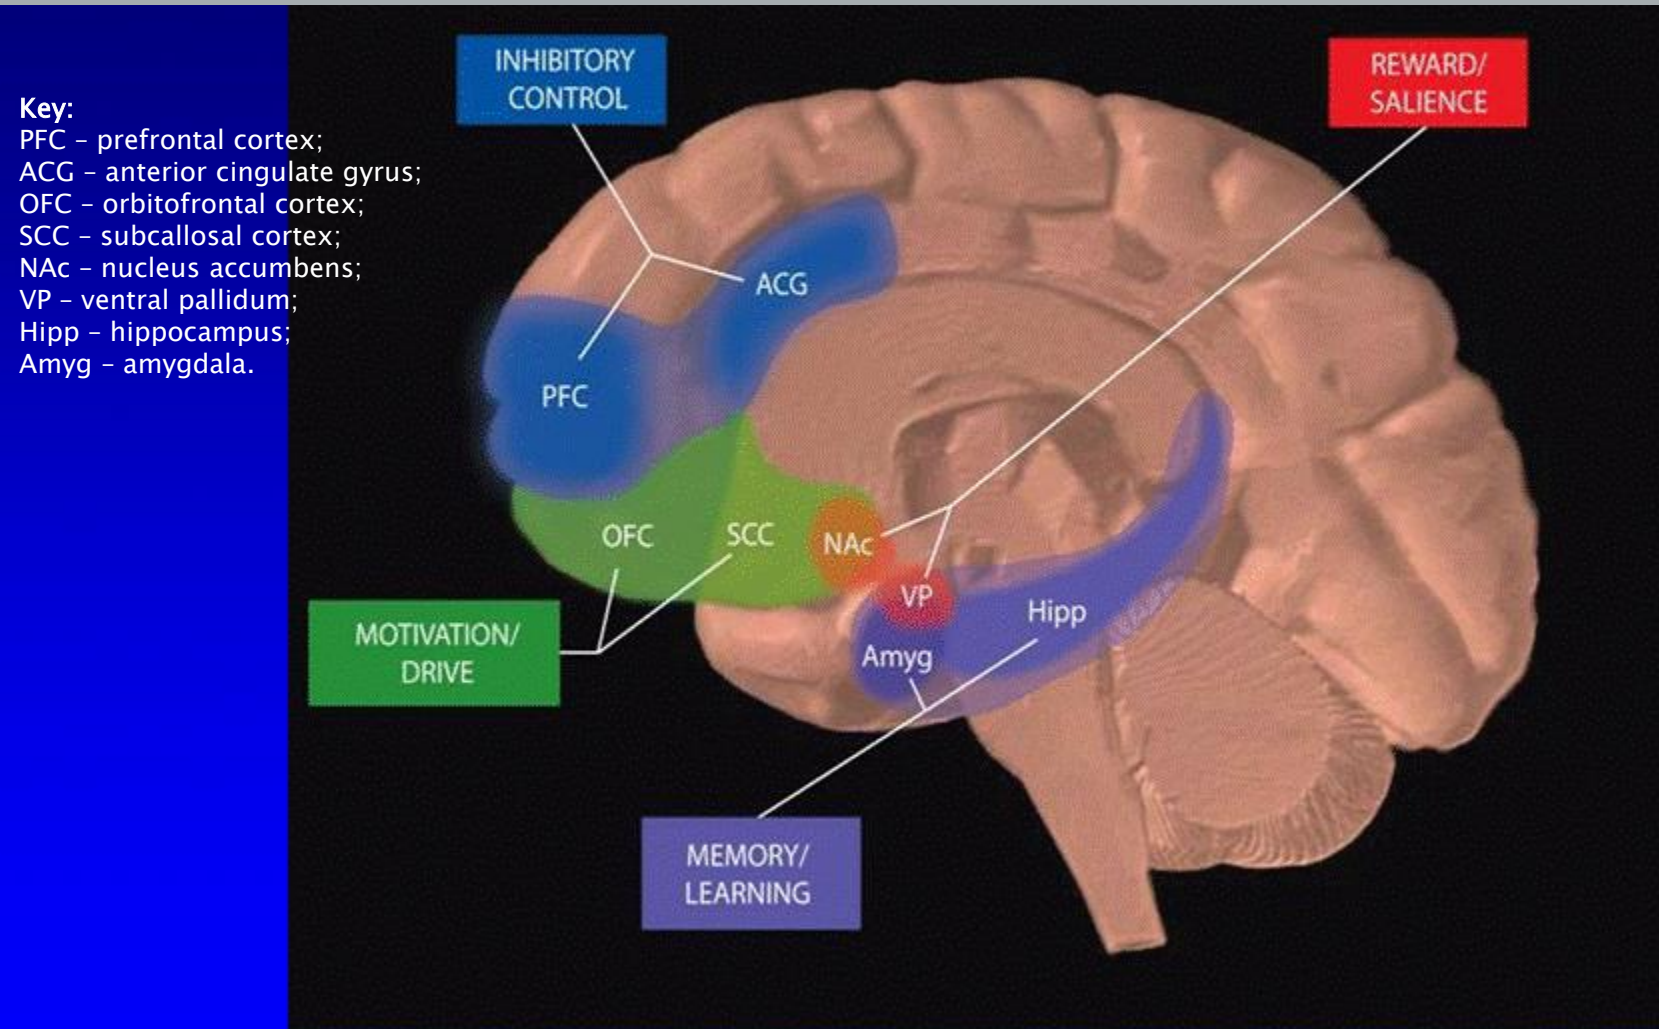 Key:
PFC – prefrontal cortex;
ACG – anterior cingulate gyrus;
OFC – orbitofrontal cortex;
SCC – subcallosal cortex;
NAc – nucleus accumbens;
VP – ventral pallidum;
Hipp – hippocampus;
Amyg – amygdala.
INHIBITORY
CONTROL
REWARD/
SALIENCE
ACG
PFC
OFC
SCC
NAc
VP
Hipp
Amyg
MOTIVATION/
DRIVE
MEMORY/
LEARNING